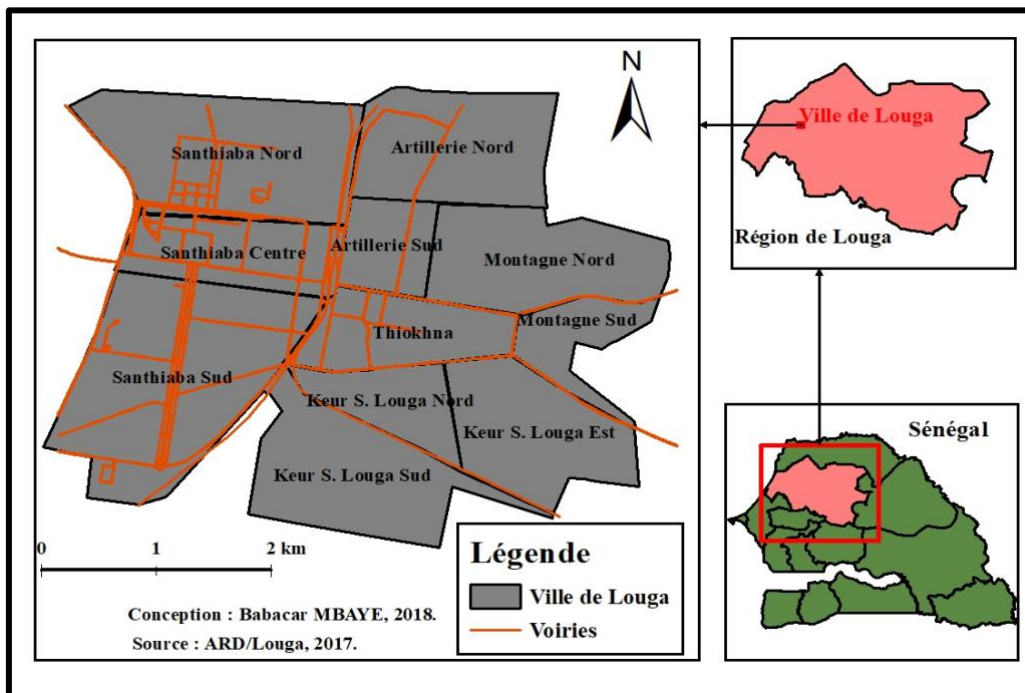 N
Santhiaba Nord
Artillerie Nord
Santhiaba Centre
Artillerie Sud
Montagne Nord
Thiokhna
Montagne Sud
Santhiaba Sud
Keur S. Louga Nord
Keur S. Louga Est
Keur S. Louga Sud
0 1 2 km
Conception : Babacar MBAYE, 2018.
Source : ARD/Louga, 2017.
Légende
Ville de Louga
Voiries
Ville de Louga
Région de Louga
Sénégal